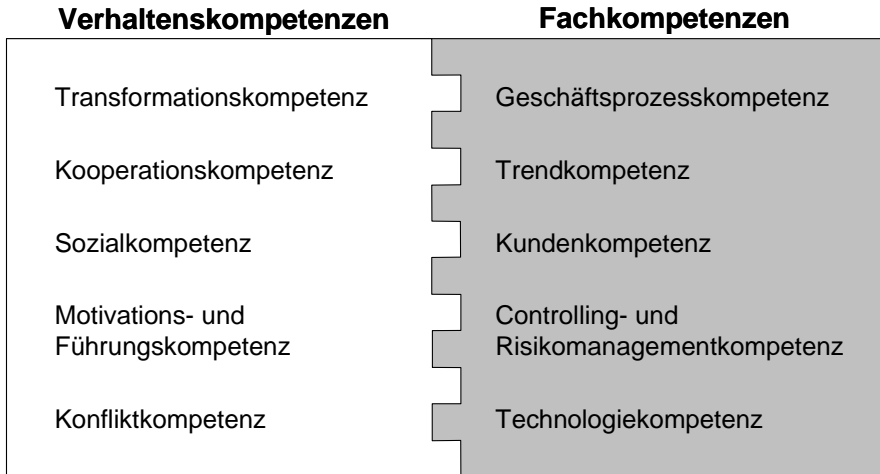 Verhaltenskompetenzen
Fachkompetenzen
Transformationskompetenz
Kooperationskompetenz
Sozialkompetenz
Motivations- und
Führungskompetenz
Konfliktkompetenz
Geschäftsprozesskompetenz
Trendkompetenz
Kundenkompetenz
Controlling- und
Risikomanagementkompetenz
Technologiekompetenz